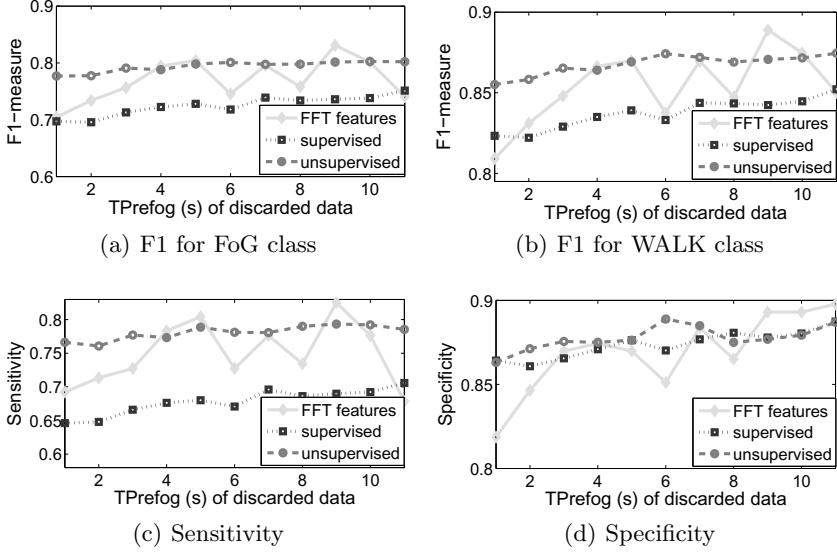 0.9
0.8
0.7
0.6
F1−measure
FFT features
supervised
unsupervised
2 4 6 8 10
TPrefog (s) of discarded data
(a) F1 for FoG class
0.9
0.85
0.8
F1−measure
FFT features
supervised
unsupervised
2 4 6 8 10
TPrefog (s) of discarded data
(b) F1 for WALK class
0.8
0.75
0.7
0.65
0.6
Sensitivity
FFT features
supervised
unsupervised
2 4 6 8 10
TPrefog (s) of discarded data
(c) Sensitivity
0.9
0.85
0.8
Specificity
FFT features
supervised
unsupervised
2 4 6 8 10
TPrefog (s) of discarded data
(d) Specificity